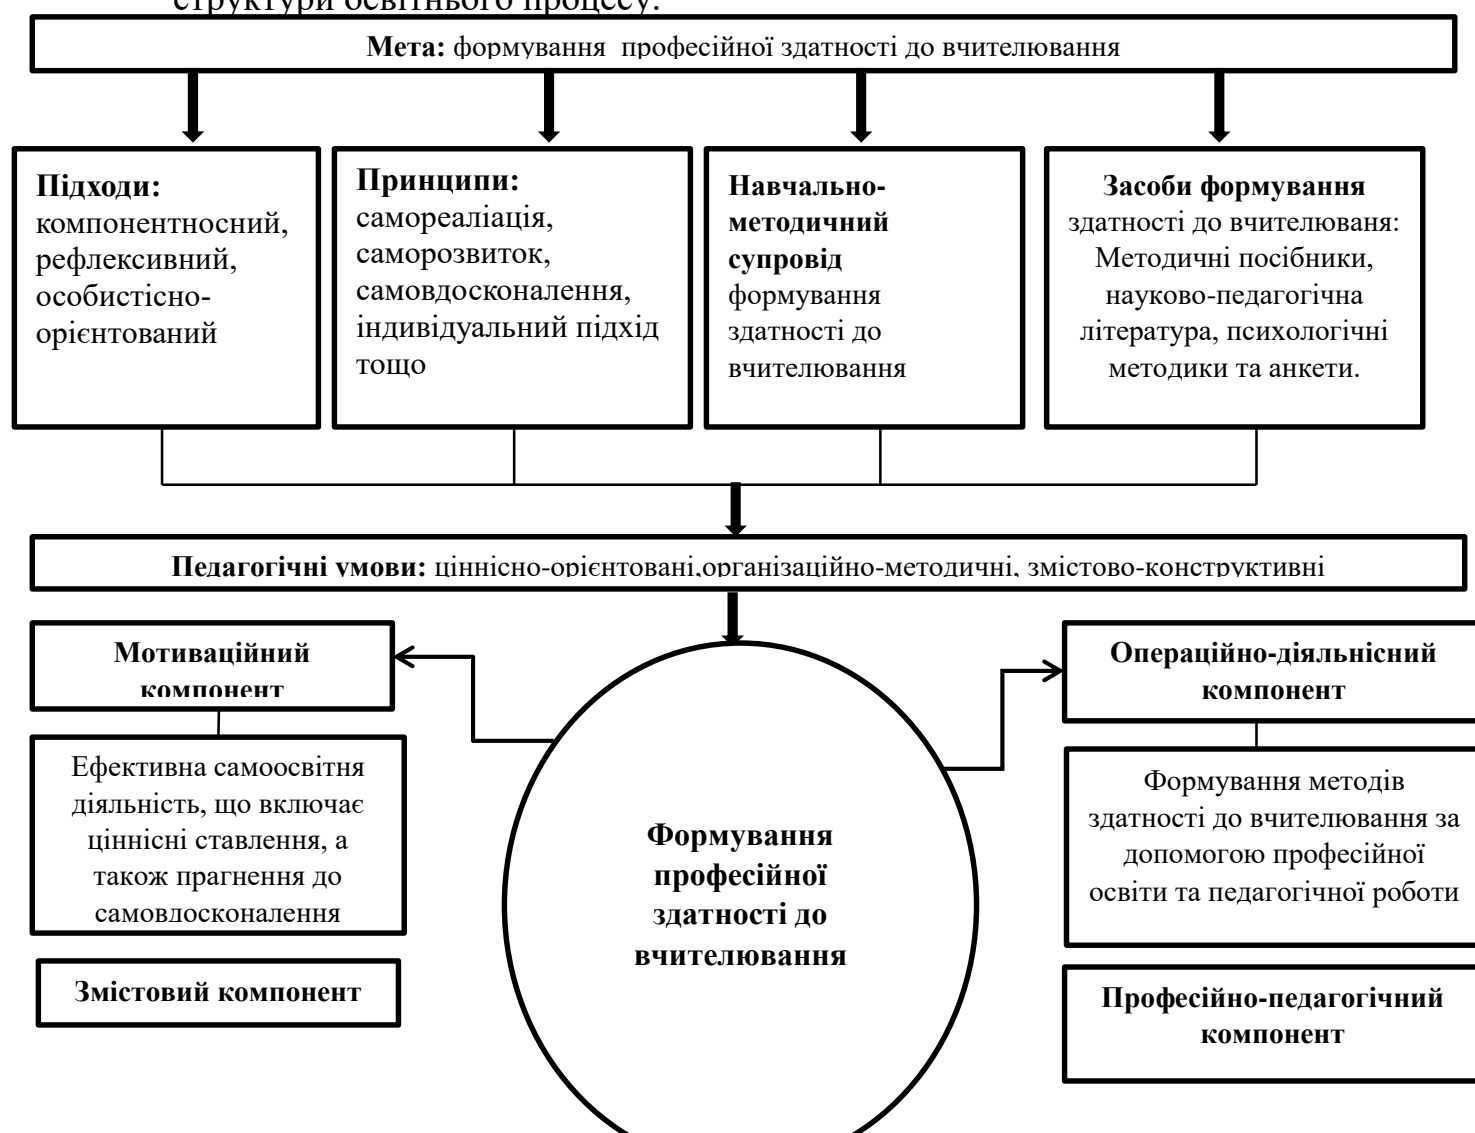 структури освітнього процесу.
Мета: формування професійної здатності до вчителювання
Підходи:
компонентносний,
рефлексивний,
особистісно-
орієнтований
Принципи:
самореаліація,
саморозвиток,
самовдосконалення,
індивідуальний підхід
тощо
Навчально-
методичний
супровід
формування
здатності до
вчителювання
Засоби формування
здатності до вчителюваня:
Методичні посібники,
науково-педагогічна
література, психологічні
методики та анкети.
Педагогічні умови: ціннісно-орієнтовані,організаційно-методичні, змістово-конструктивні
Мотиваційний
компонент
Ефективна самоосвітня
діяльність, що включає
ціннісні ставлення, а
також прагнення до
самовдосконалення
Змістовий компонент
Формування
професійної
здатності до
вчителювання
Операційно-діяльнісний
компонент
Формування методів
здатності до вчителювання за
допомогою професійної
освіти та педагогічної роботи
Професійно-педагогічний
компонент